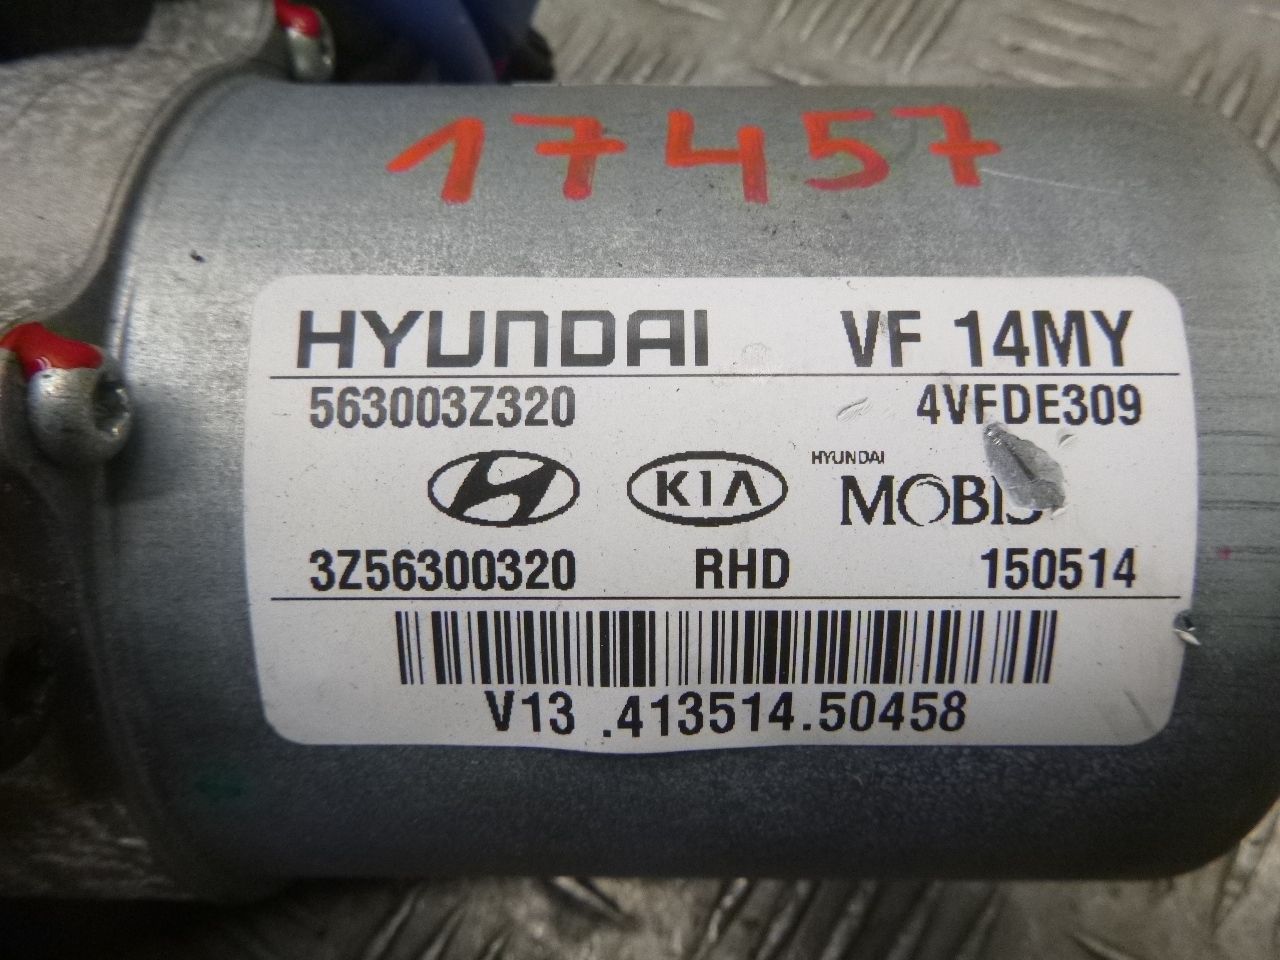 17457
HYUNDAI VF 14MY
563003Z320 4VFDE309
KIA HYUNDAI MOBIS
3Z56300320 RHD 150514
V13 .413514.50458